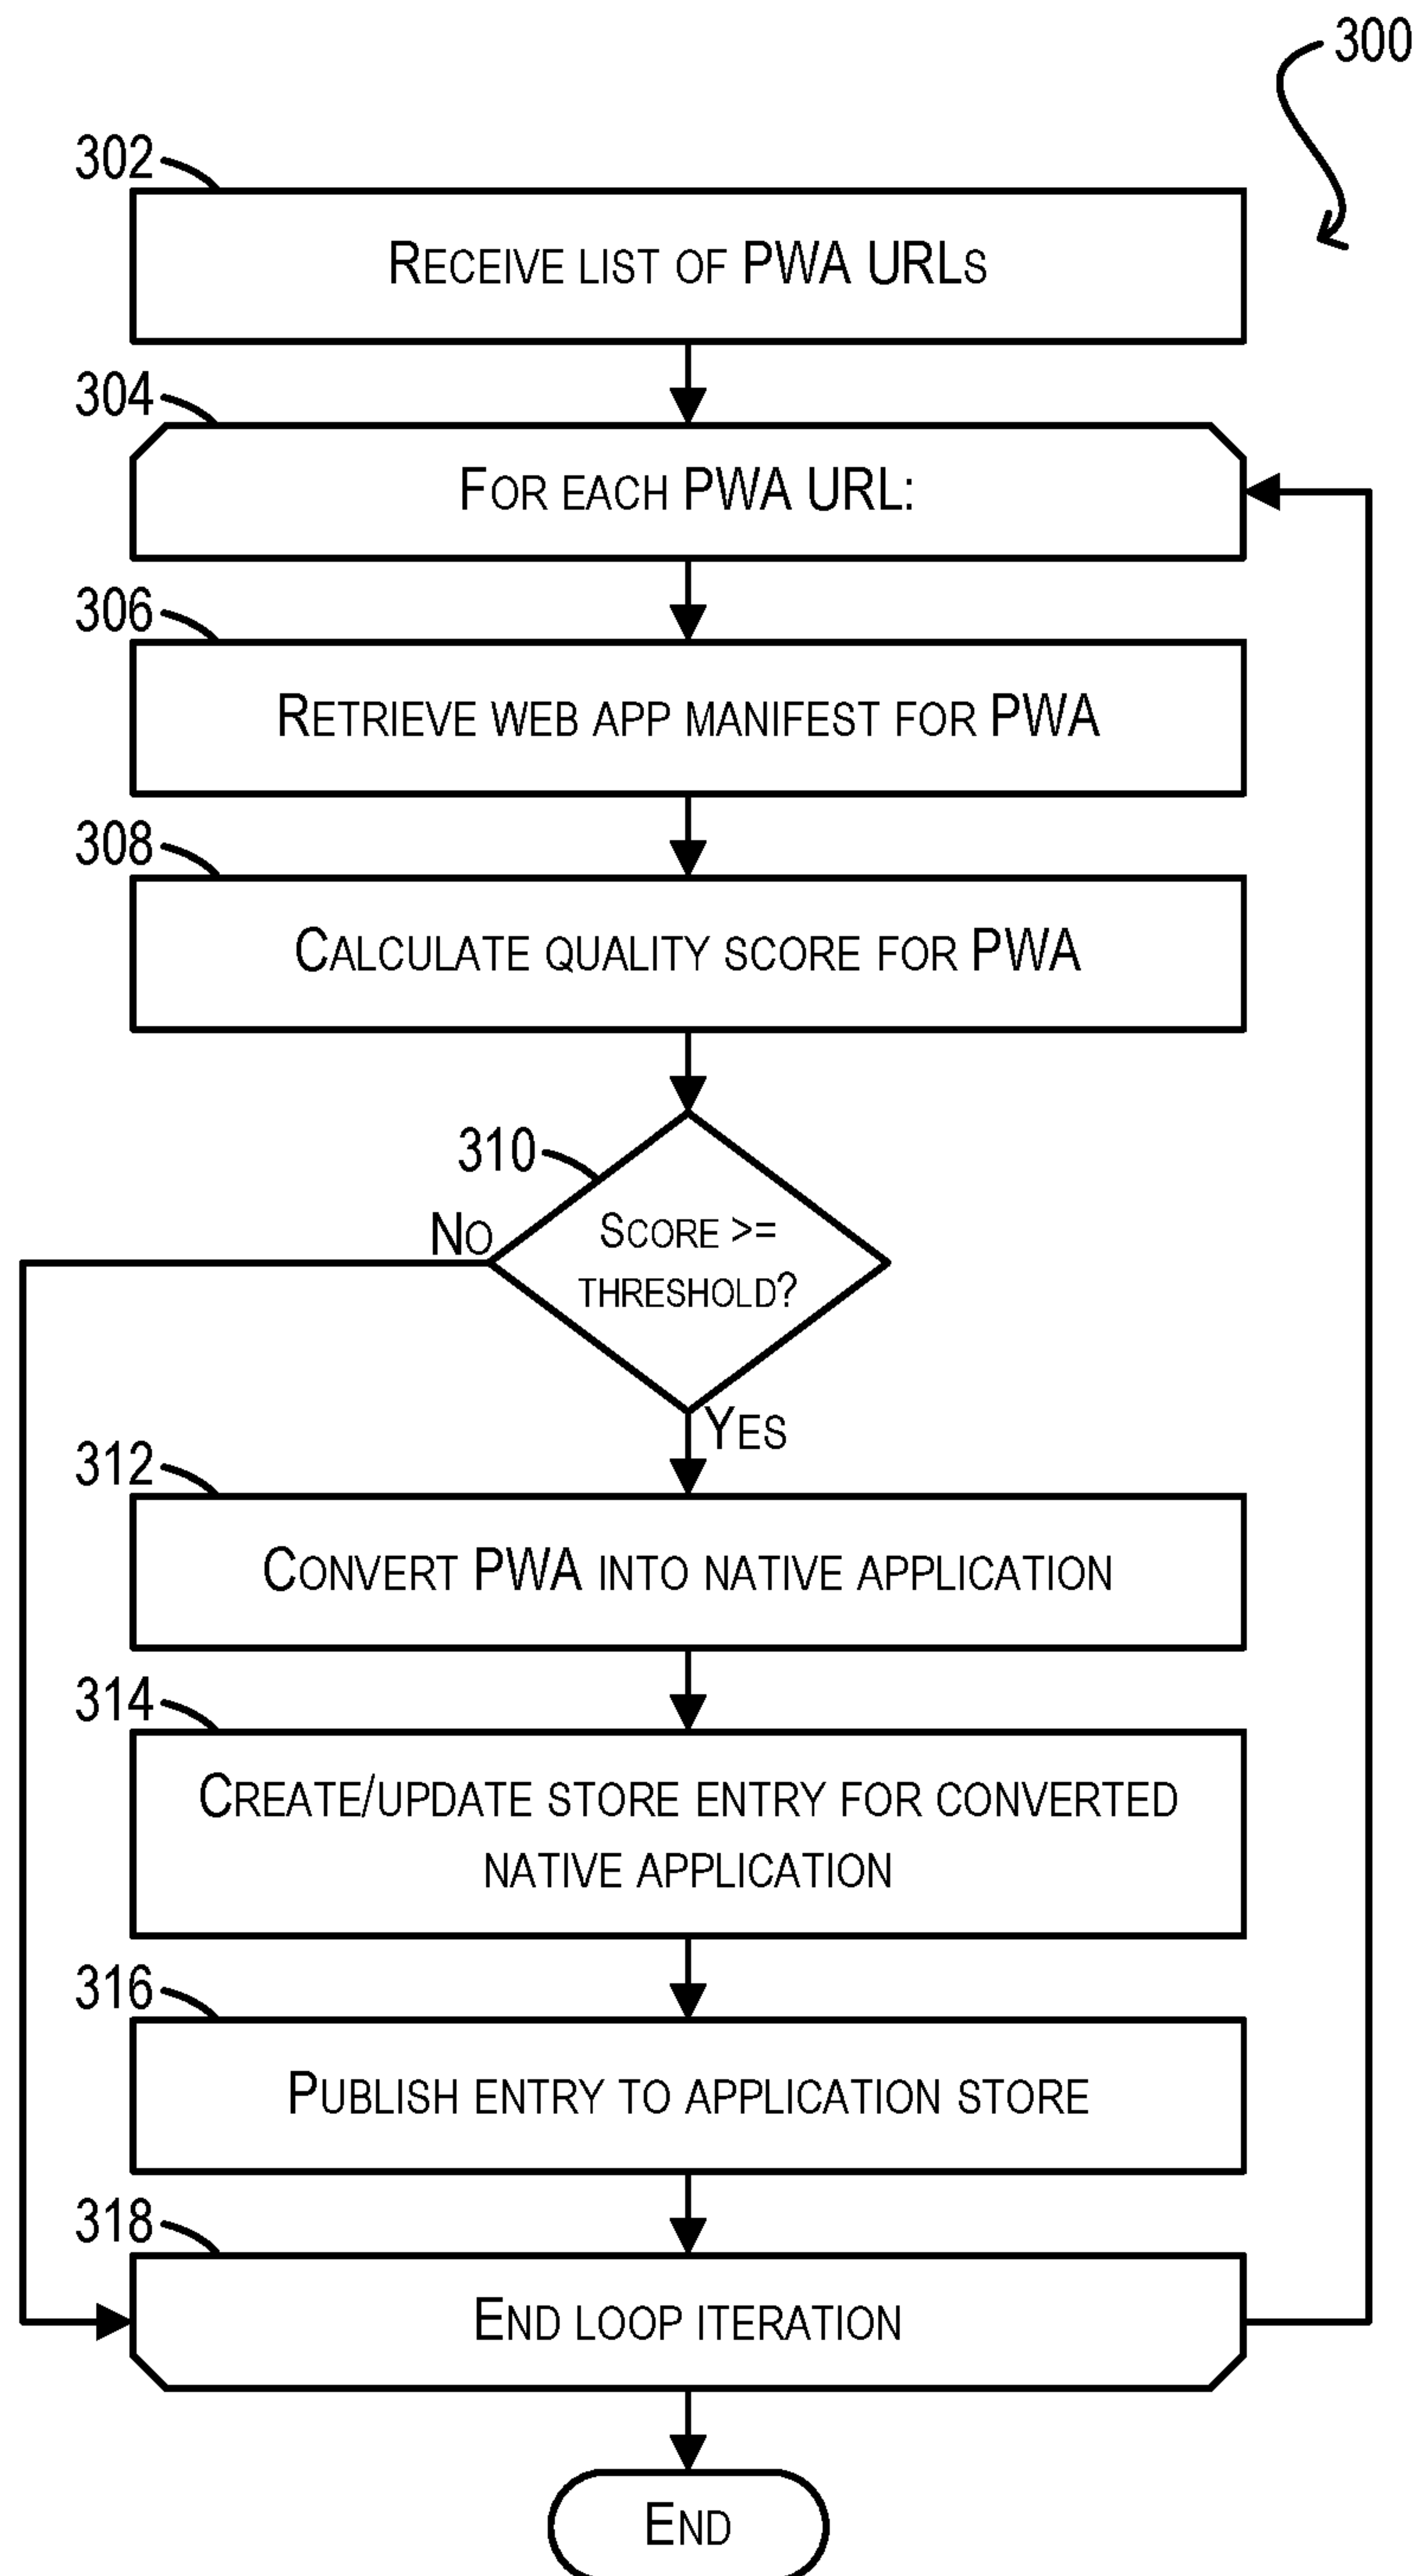 300
302
Receive list of PWA URLs
304
For each PWA URL:
306
Retrieve web app manifest for PWA
308
Calculate quality score for PWA
310
No
Score >=
threshold?
Yes
312
Convert PWA into native application
314
Create/update store entry for converted
native application
316
Publish entry to application store
318
End loop iteration
End